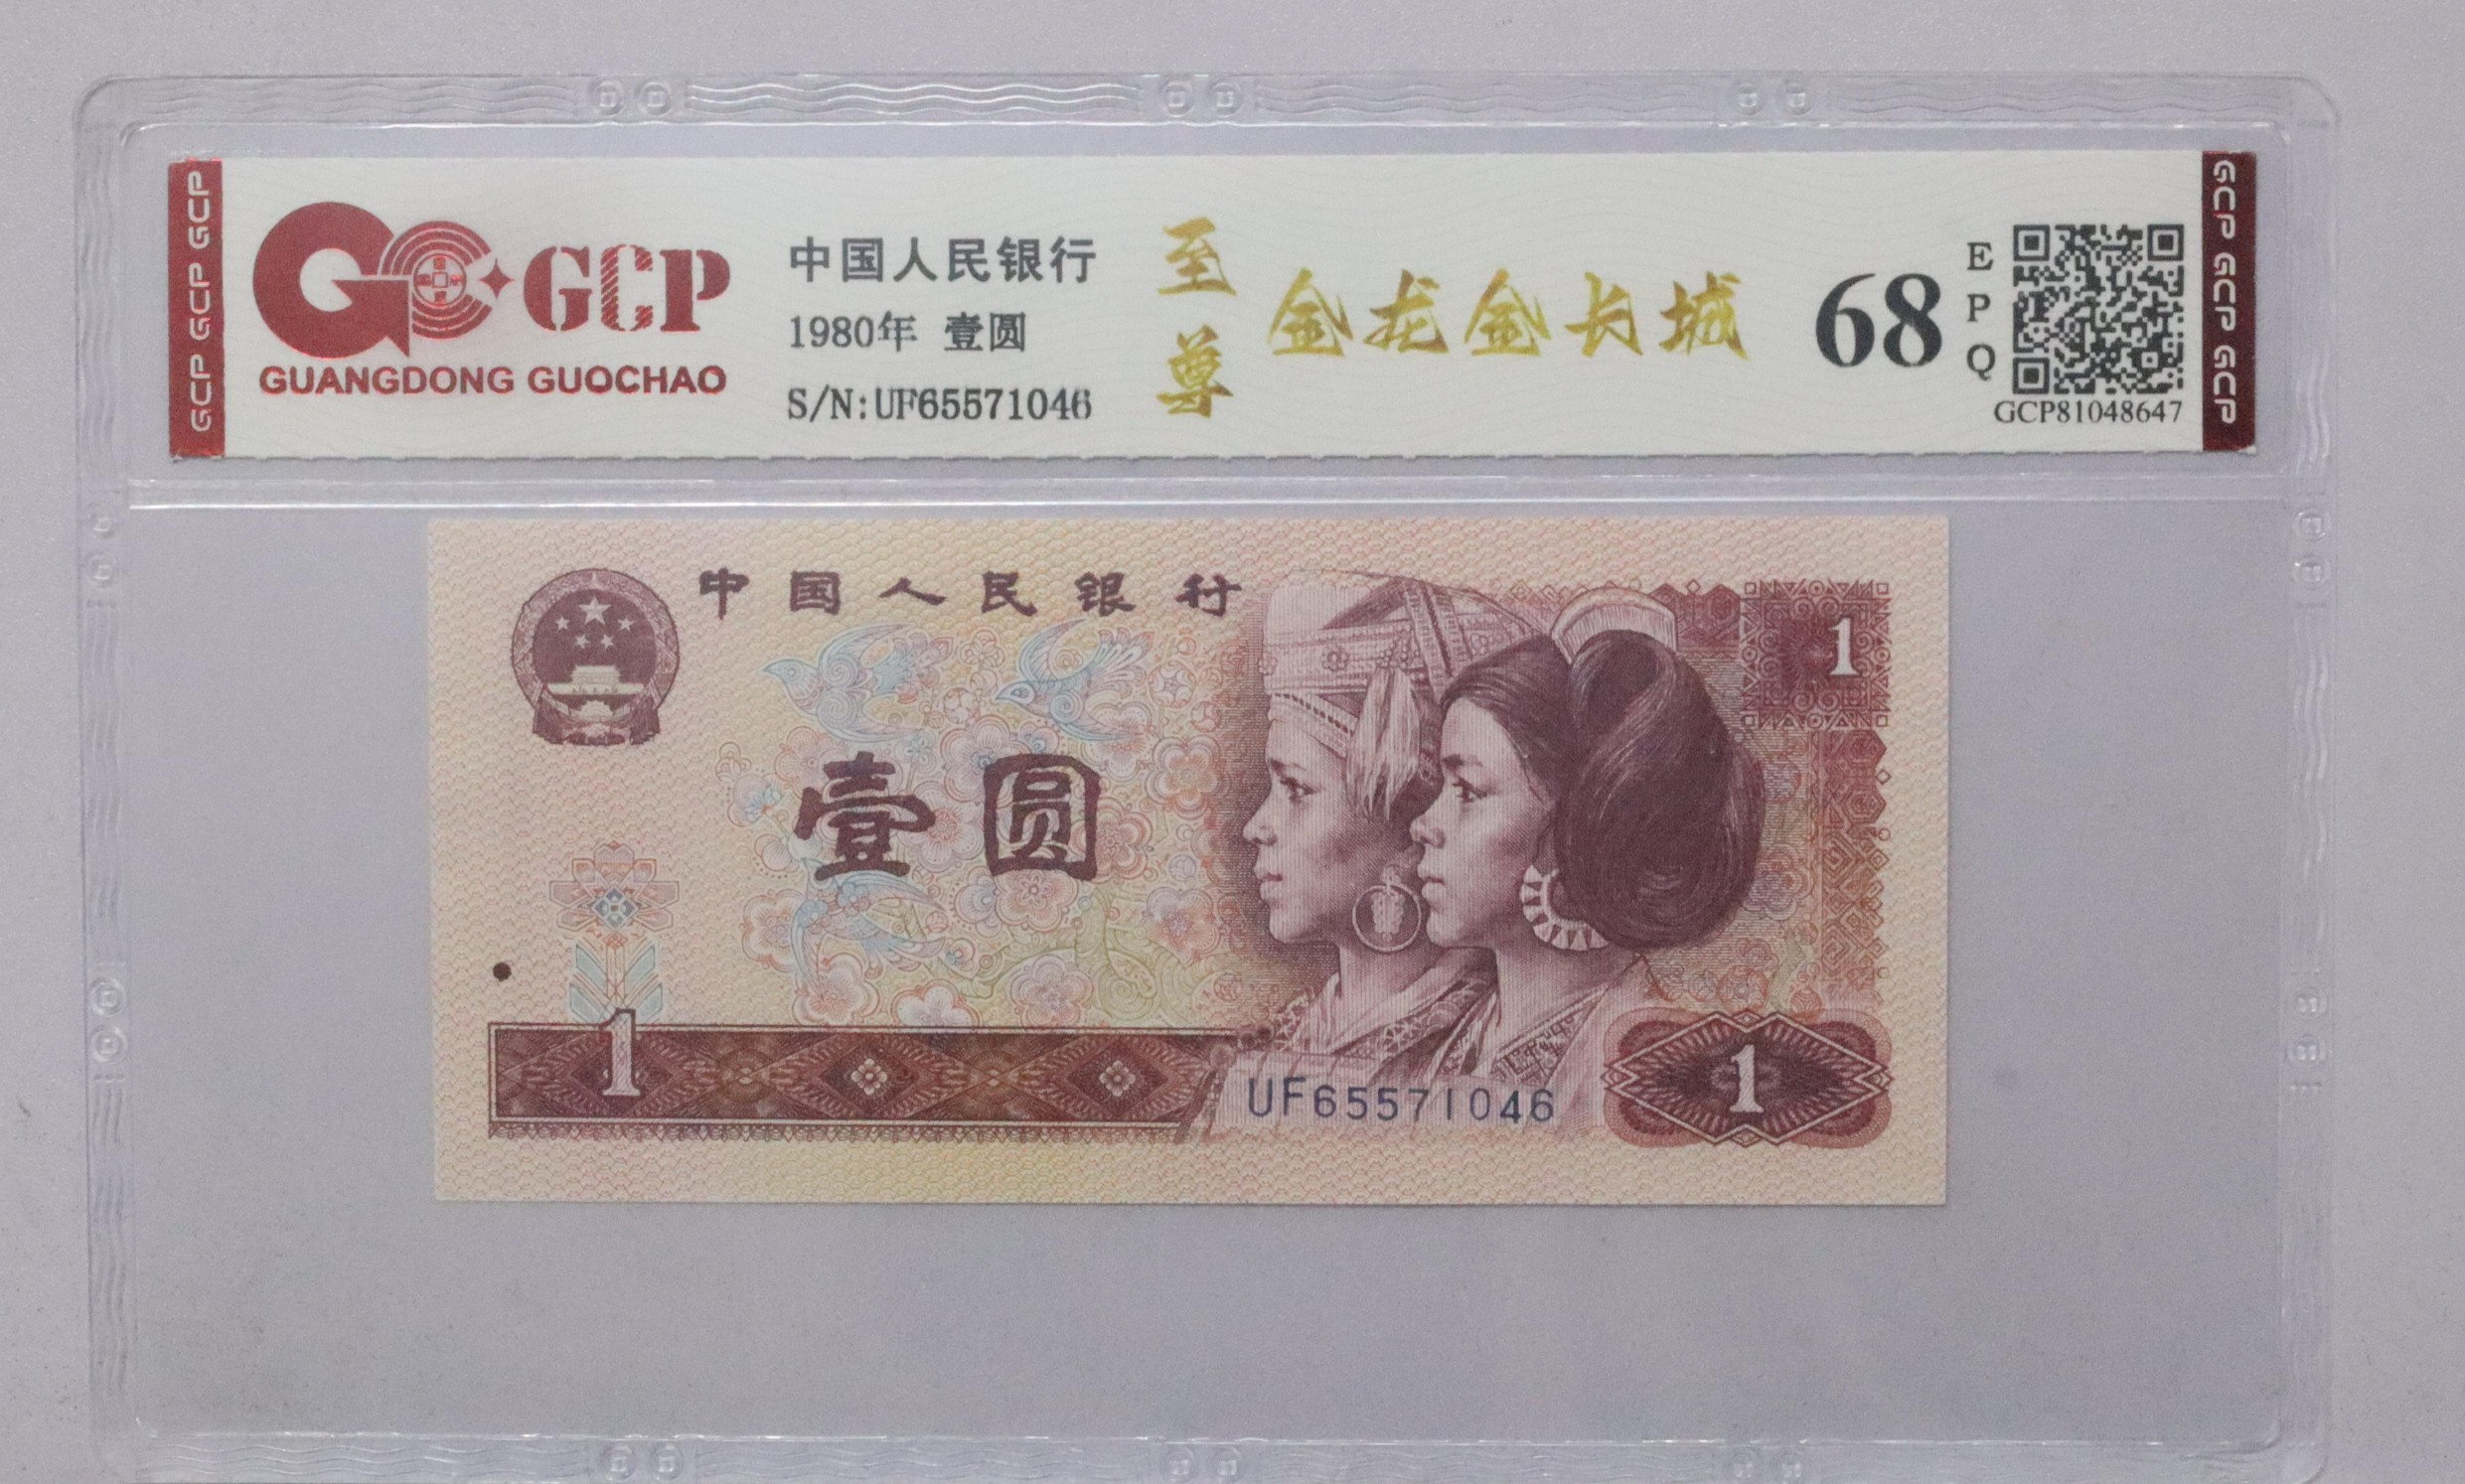 GCP GCP GCP
GCP
GUANGDONG GUOCHAO
中国人民银行
1980年 壹圆
S/N:UF65571046
至尊
金龙金长城
68
EPQ
GCP81048647
GCP GCP GCP
中国人民银行
1
壹圆
1
UF65571046
1